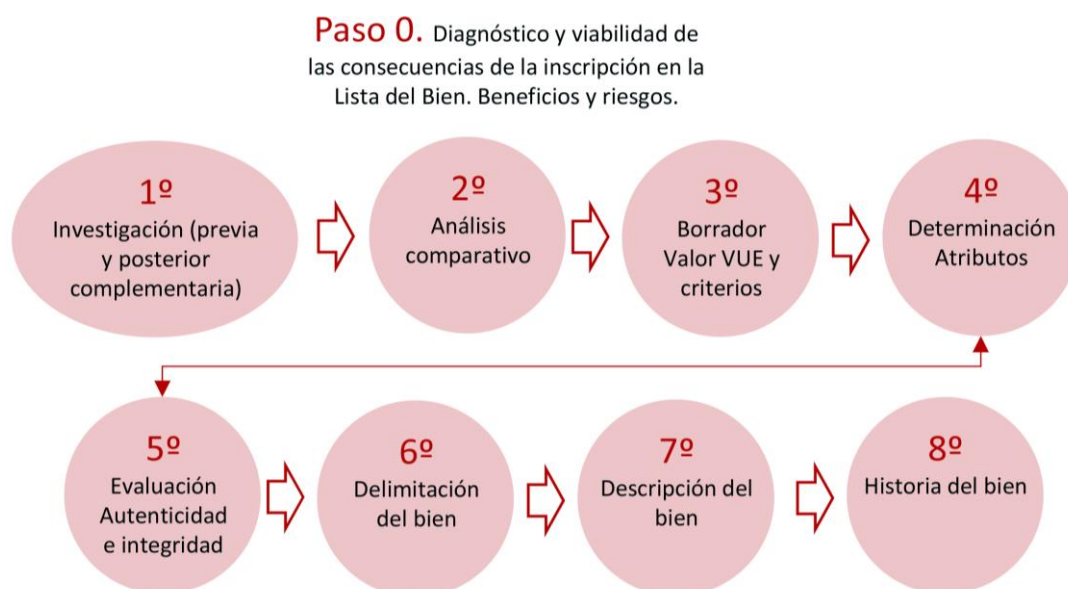 Paso 0. Diagnóstico y viabilidad de
las consecuencias de la inscripción en la
Lista del Bien. Beneficios y riesgos.
1º
Investigación (previa
y posterior
complementaria)
2º
Análisis
comparativo
3º
Borrador
Valor VUE y
criterios
4º
Determinación
Atributos
5º
Evaluación
Autenticidad
e integridad
6º
Delimitación
del bien
7º
Descripción del
bien
8º
Historia del bien